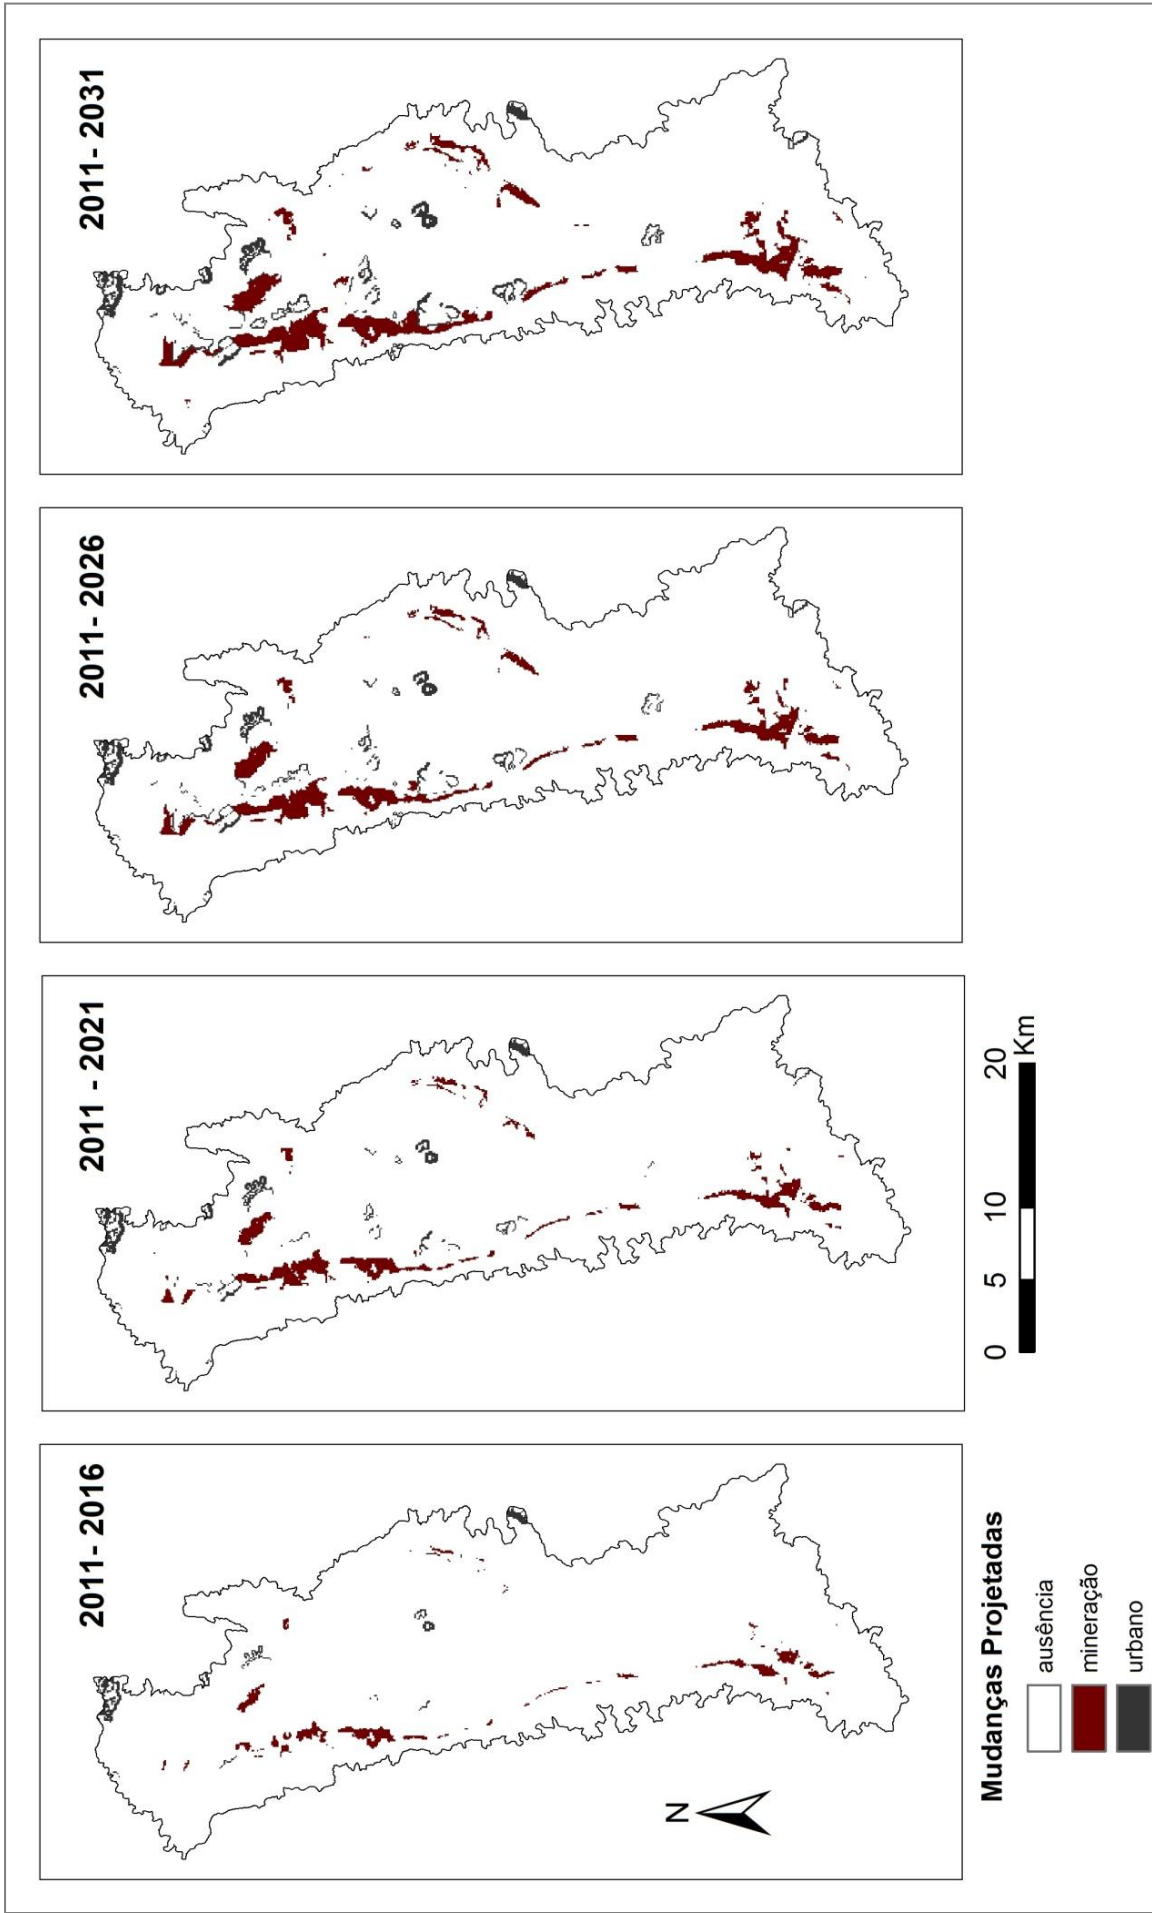 2011- 2016
2011 - 2021
2011- 2026
2011- 2031
N
Mudanças Projetadas
ausência
mineração
urbano
0 5 10 20
Km